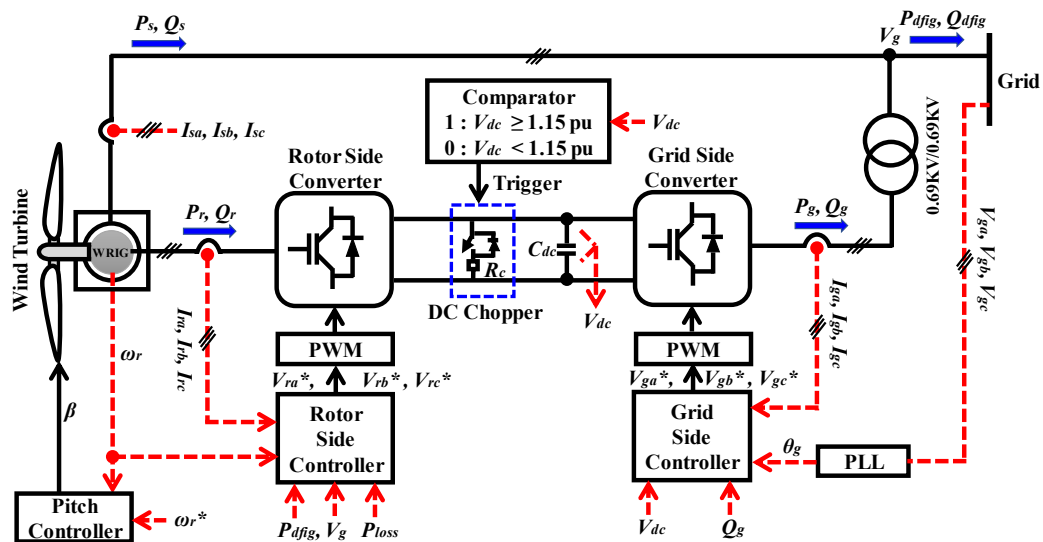 Ps, Qs
Pdfig, Qdfig
Vg
Grid
Isa, Isb, Isc
Comparator
1 : Vdc ≥ 1.15 pu
0 : Vdc < 1.15 pu
Vdc
0.69KV/0.69KV
Rotor Side
Converter
Trigger
Grid Side
Converter
Wind Turbine
WRIG
Pr, Qr
Rc
Cdc
Pg, Qg
Vga, Vgb, Vgc
DC Chopper
Vdc
Ira, Irb, Irc
Iga, Igb, Igc
ωr
PWM
PWM
Vra*, Vrb*, Vrc*
Vga*, Vgb*, Vgc*
β
Rotor
Side
Controller
Grid
Side
Controller
θg
PLL
Pitch
Controller
ωr*
Pdfig, Vg
Ploss
Vdc
Qg